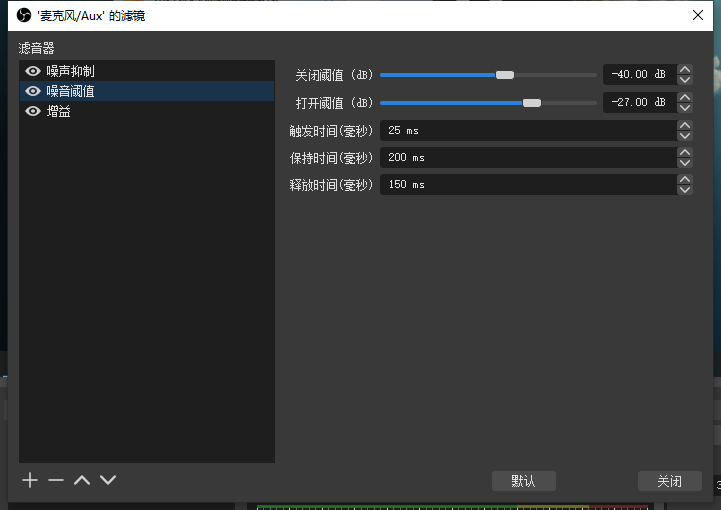 '麦克风/Aux' 的滤镜
滤音器
噪声抑制
噪音阈值
增益
关闭阈值 (dB) -40.00 dB
打开阈值 (dB) -27.00 dB
触发时间(毫秒) 25 ms
保持时间(毫秒) 200 ms
释放时间(毫秒) 150 ms
默认 关闭